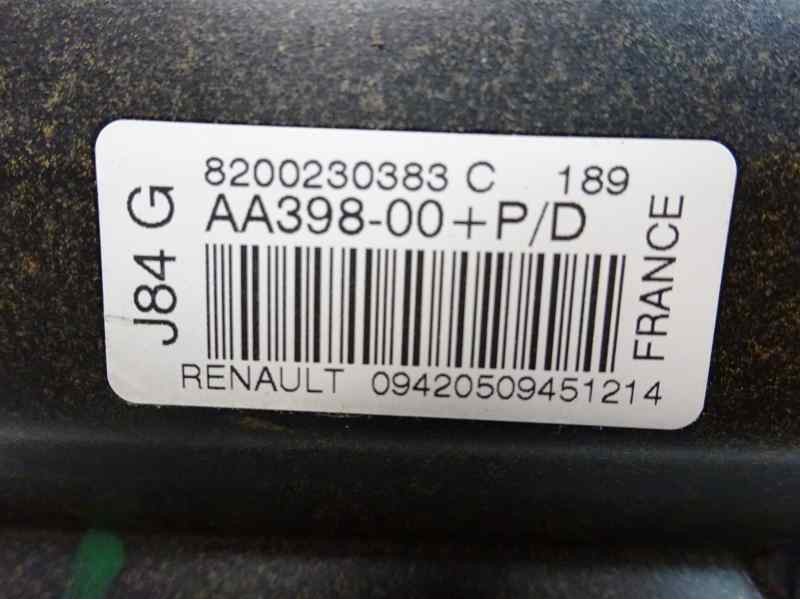 J84 G
8200230383 C 189
AA398-00+P/D
RENAULT 09420509451214
FRANCE